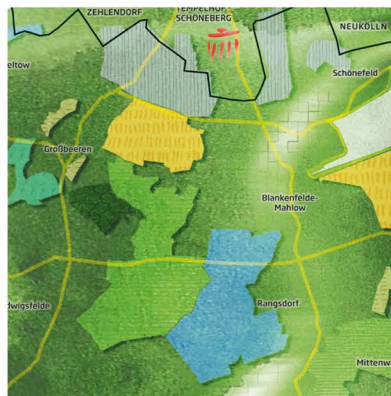 ZEHLENDORF
TEMPELHOF
SCHÖNEBERG
NEUKÖLLN
eltow
Schönefeld
Großbeeren
Blankenfelde-
Mahlow
dwigsfelde
Rangsdorf
Mittenw